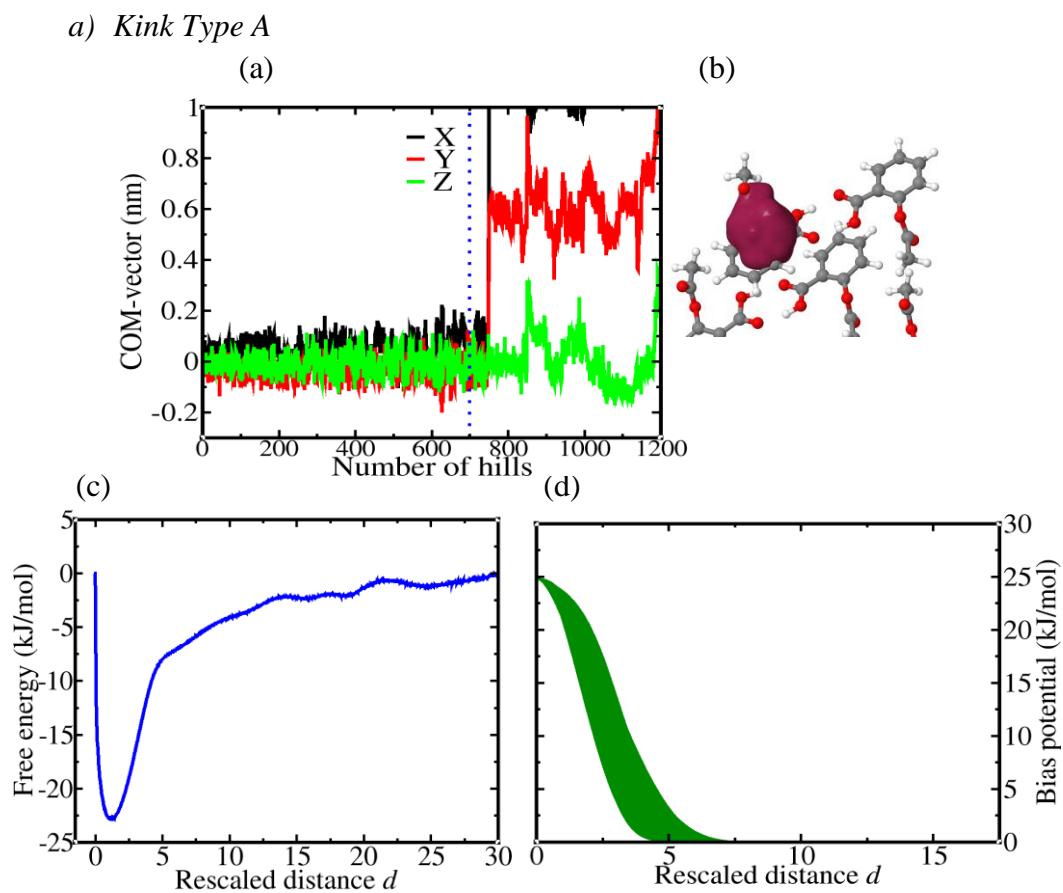 a) Kink Type A
(a)
(b)
1
0.8
0.6
0.4
0.2
0
-0.2
COM-vector (nm)
X
Y
Z
0 200 400 600 800 1000 1200
Number of hills
(c)
(d)
5
0
-5
-10
-15
-20
-25
Free energy (kJ/mol)
0 5 10 15 20 25 30
Rescaled distance d
30
25
20
15
10
5
0
Bias potential (kJ/mol)
0 5 10 15
Rescaled distance d